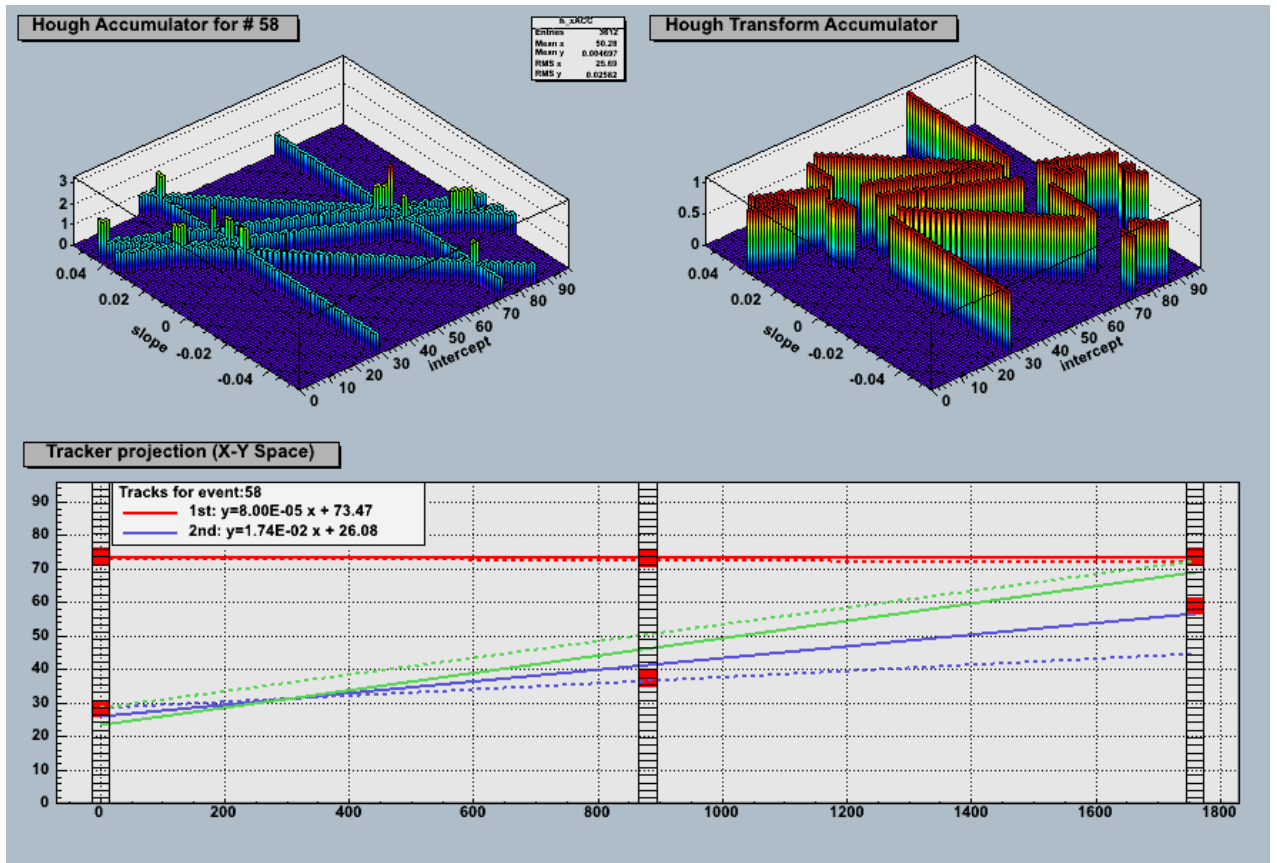 Hough Accumulator for # 58
h_xACC
Entries 3612
Mean x 50.28
Mean y 0.004697
RMS x 25.69
RMS y 0.02582
3
2
1
0
0.04
0.02
0
-0.02
-0.04
slope
0
10
20
30
40
50
60
70
80
90
intercept
Hough Transform Accumulator
1
0.5
0
0.04
0.02
0
-0.02
-0.04
slope
0
10
20
30
40
50
60
70
80
90
intercept
Tracker projection (X-Y Space)
Tracks for event:58
1st: y=8.00E-05 x + 73.47
2nd: y=1.74E-02 x + 26.08
90
80
70
60
50
40
30
20
10
0
0 200 400 600 800 1000 1200 1400 1600 1800